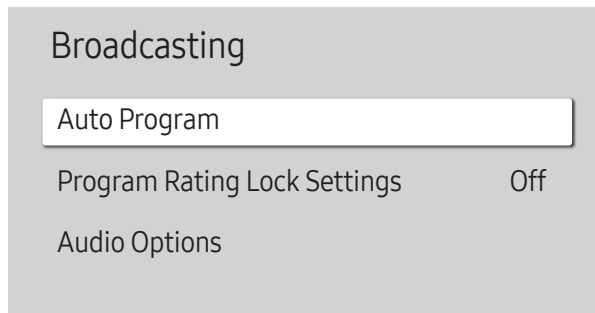 Broadcasting
Auto Program
Program Rating Lock Settings Off
Audio Options